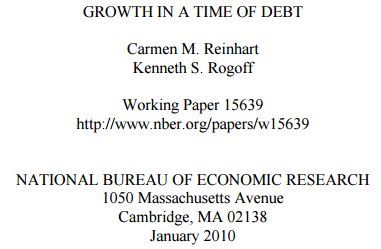 GROWTH IN A TIME OF DEBT
Carmen M. Reinhart
Kenneth S. Rogoff
Working Paper 15639
http://www.nber.org/papers/w15639
NATIONAL BUREAU OF ECONOMIC RESEARCH
1050 Massachusetts Avenue
Cambridge, MA 02138
January 2010